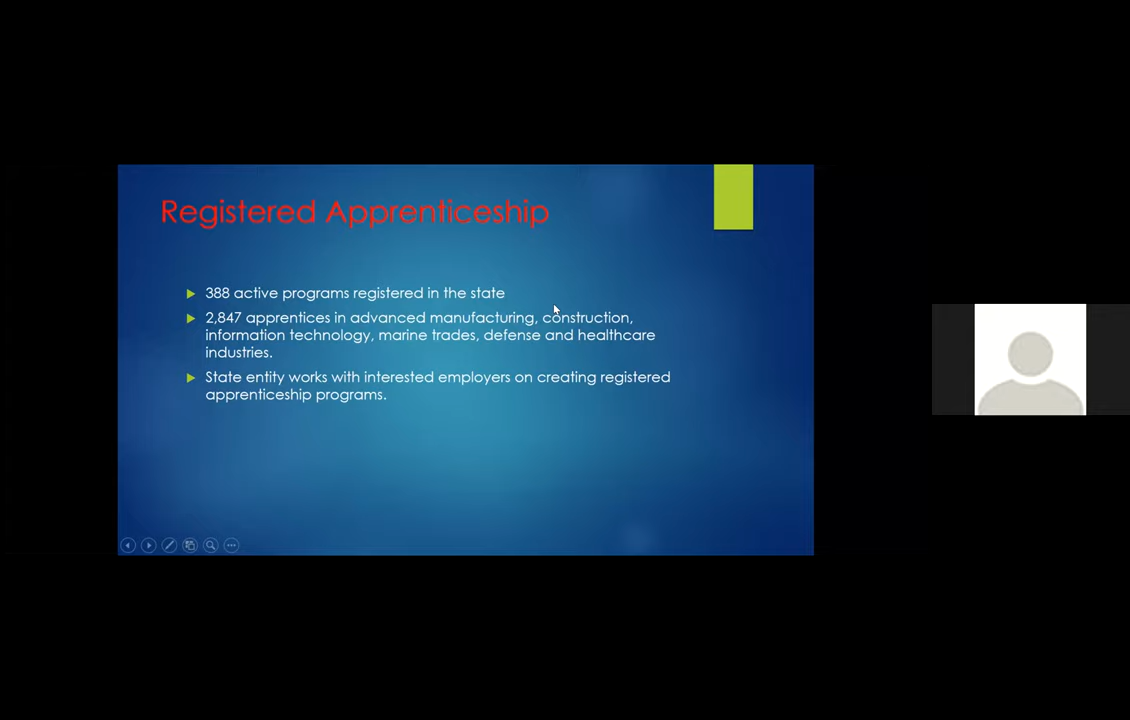 Registered Apprenticeship
388 active programs registered in the state
2,847 apprentices in advanced manufacturing, construction,
information technology, marine trades, defense and healthcare
industries.
State entity works with interested employers on creating registered
apprenticeship programs.